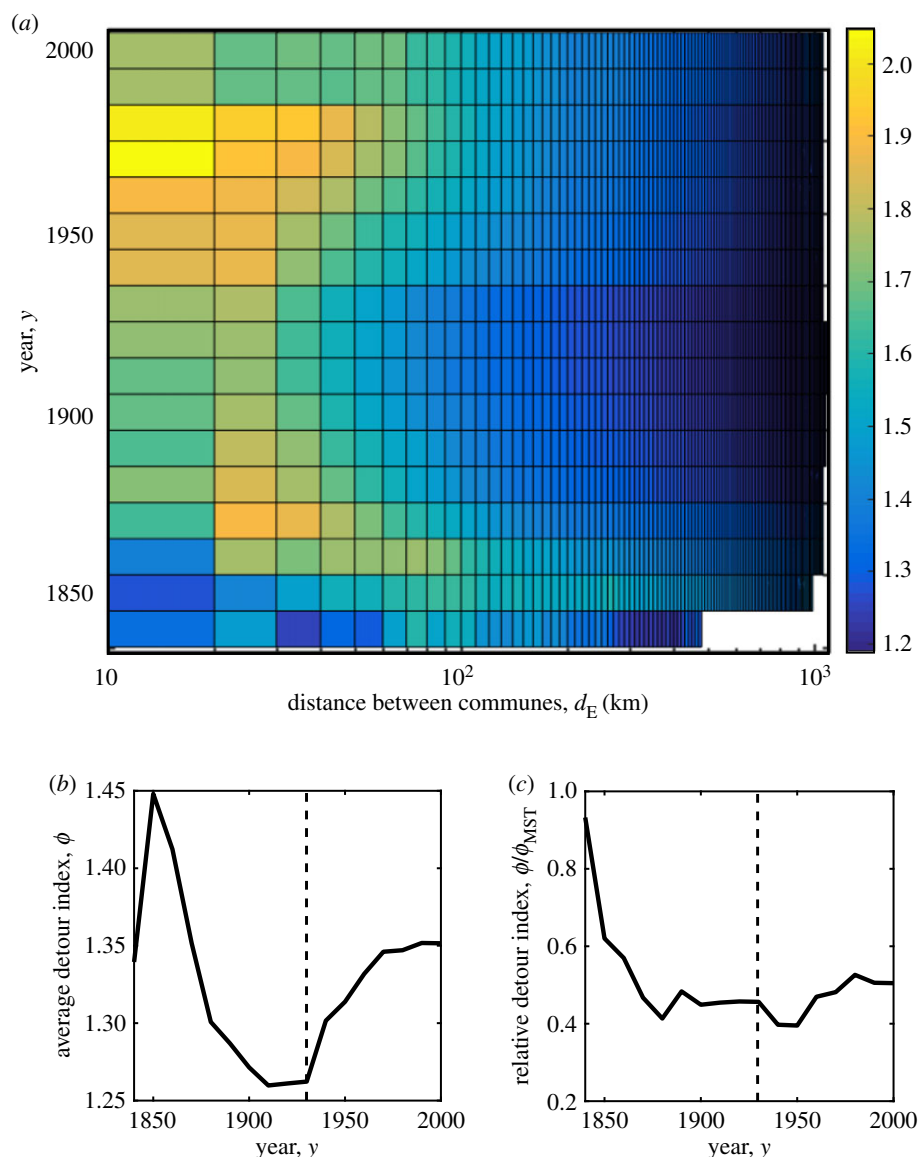 (a)
2000
1950
1900
1850
year, y
10
10²
10³
distance between communes, d_E (km)
2.0
1.9
1.8
1.7
1.6
1.5
1.4
1.3
1.2
(b)
1.45
1.40
1.35
1.30
1.25
average detour index, ϕ
1850 1900 1950 2000
year, y
(c)
1.0
0.8
0.6
0.4
0.2
relative detour index, ϕ/ϕ_MST
1850 1900 1950 2000
year, y